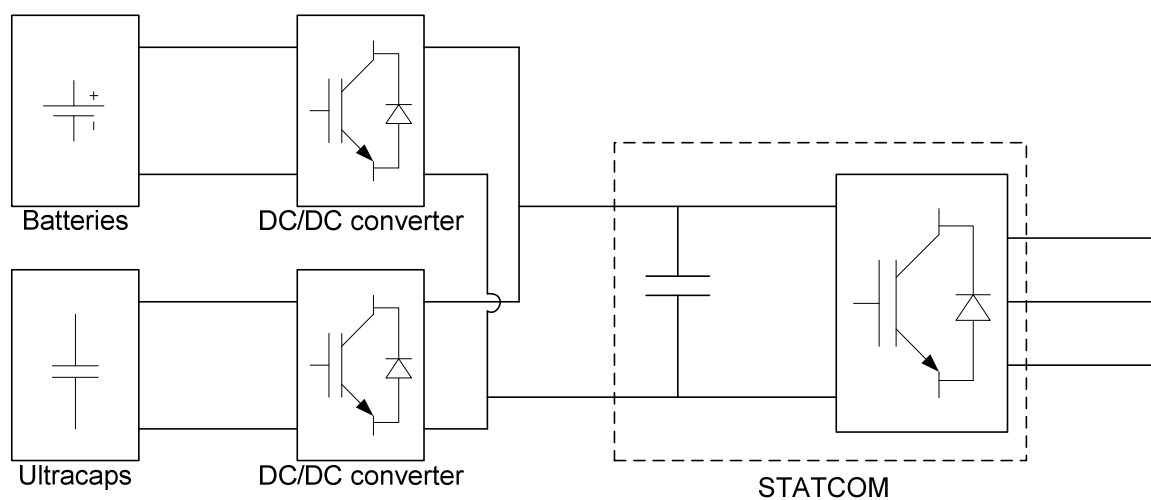 +
-
Batteries
DC/DC converter
Ultracaps
DC/DC converter
STATCOM